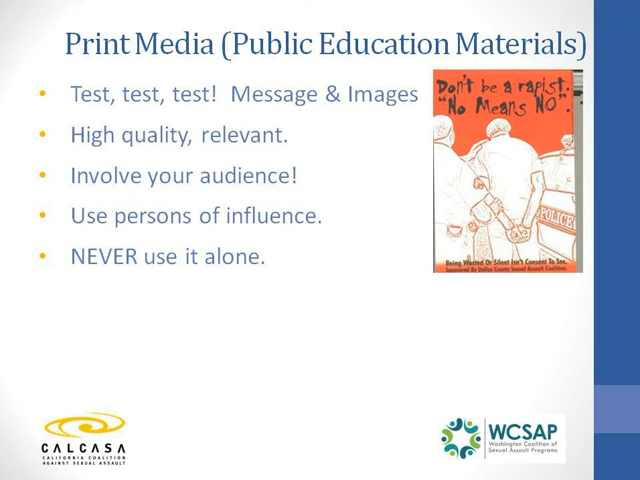 Print Media (Public Education Materials)
• Test, test, test! Message & Images
• High quality, relevant.
• Involve your audience!
• Use persons of influence.
• NEVER use it alone.
Don't be a rapist.
"No Means NO".
POLICE
Being Wasted Or Silent Isn't Consent To Sex.
Sponsored By Dallas County Sexual Assault Coalition.
CALCASA
CALIFORNIA COALITION
AGAINST SEXUAL ASSAULT
WCSAP
Washington Coalition of
Sexual Assault Programs